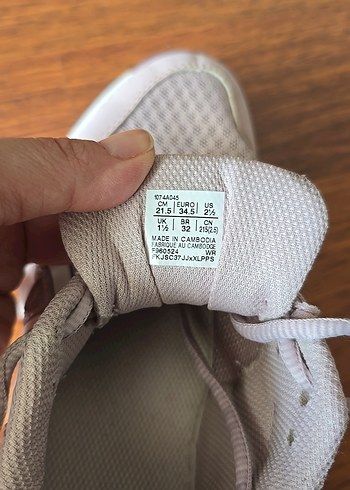 1074A045
CM EURO US
21.5 34.5 2½
UK BR CN
1½ 32 215(2.5)
MADE IN CAMBODIA
FABRIQUÉ AU CAMBODGE
F960524 WR
FKJSC37JJxXLPPS